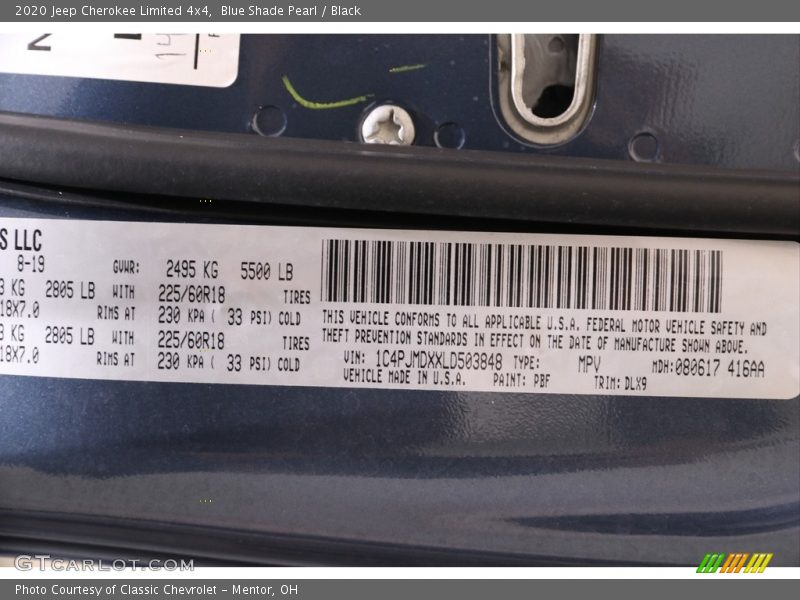 2020 Jeep Cherokee Limited 4x4, Blue Shade Pearl / Black
S LLC
8-19 GVWR: 2495 KG 5500 LB
KG 2805 LB WITH 225/60R18 TIRES
18X7.0 RIMS AT 230 KPA ( 33 PSI) COLD
KG 2805 LB WITH 225/60R18 TIRES
18X7.0 RIMS AT 230 KPA ( 33 PSI) COLD
THIS VEHICLE CONFORMS TO ALL APPLICABLE U.S.A. FEDERAL MOTOR VEHICLE SAFETY AND
THEFT PREVENTION STANDARDS IN EFFECT ON THE DATE OF MANUFACTURE SHOWN ABOVE.
VIN: 1C4PJMDXXLD503848 TYPE: MPV MDH:080617 416AA
VEHICLE MADE IN U.S.A. PAINT: PBF TRIM: DLX9
GTCARLOT.COM
Photo Courtesy of Classic Chevrolet - Mentor, OH